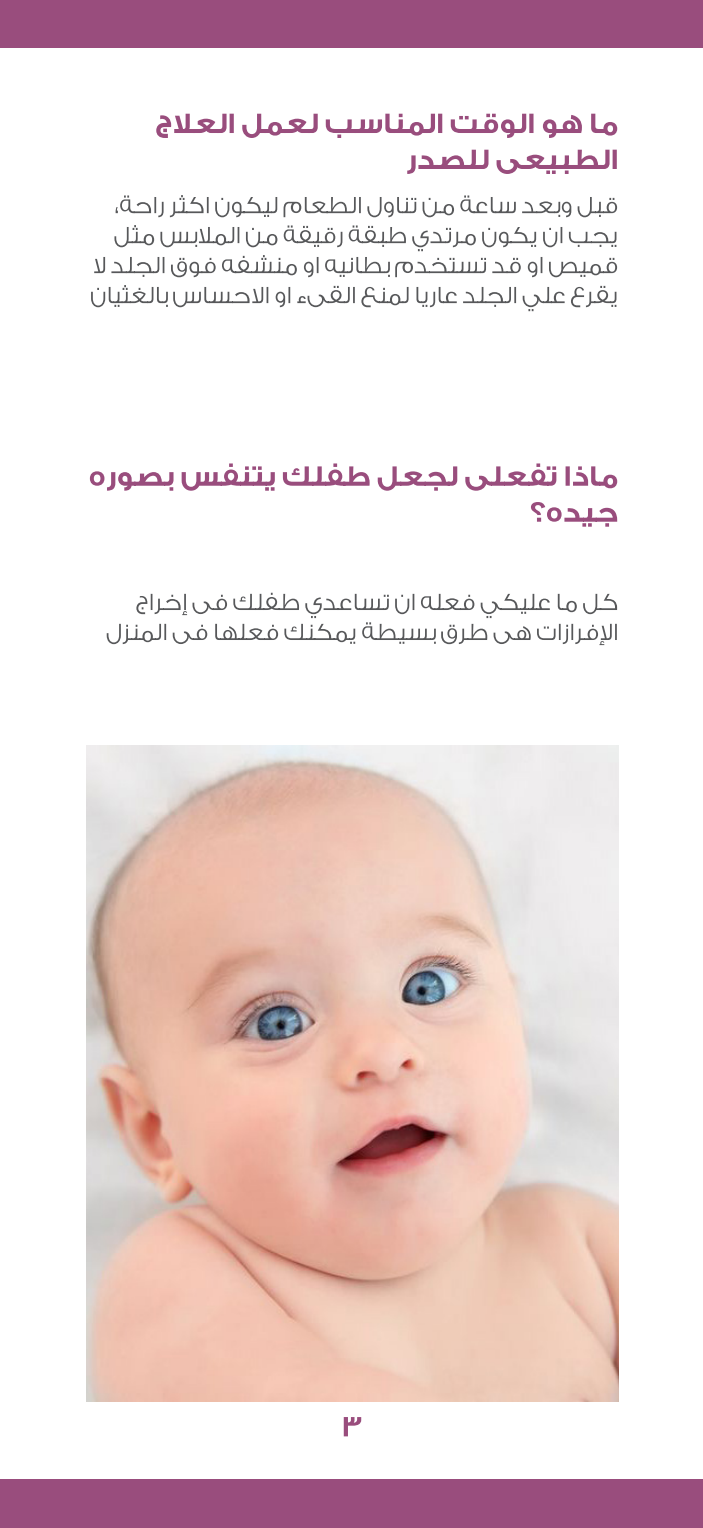 ما هو الوقت المناسب لعمل العلاج
الطبيعى للصدر
قبل وبعد ساعة من تناول الطعام ليكون اكثر راحة،
يجب ان يكون مرتدي طبقة رقيقة من الملابس مثل
قميص او قد تستخدم بطانيه او منشفه فوق الجلد لا
يقرع علي الجلد عاريا لمنع القىء او الاحساس بالغثيان
ماذا تفعلى لجعل طفلك يتنفس بصوره
جيده؟
كل ما عليكي فعله ان تساعدي طفلك فى إخراج
الإفرازات هى طرق بسيطة يمكنك فعلها فى المنزل
٣